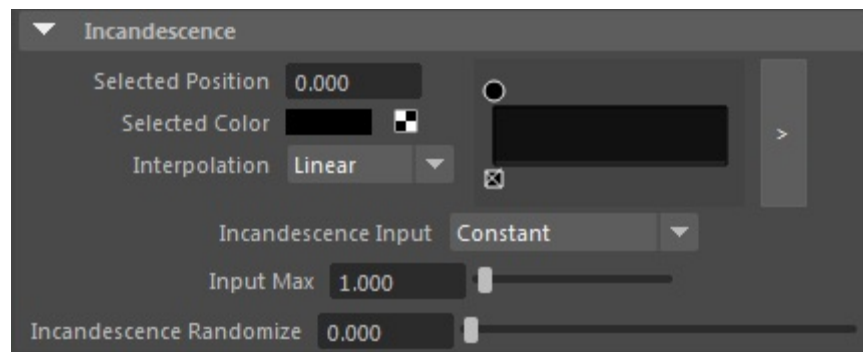 Incandescence
Selected Position 0.000
Selected Color
Interpolation Linear
>
Incandescence Input Constant
Input Max 1.000
Incandescence Randomize 0.000